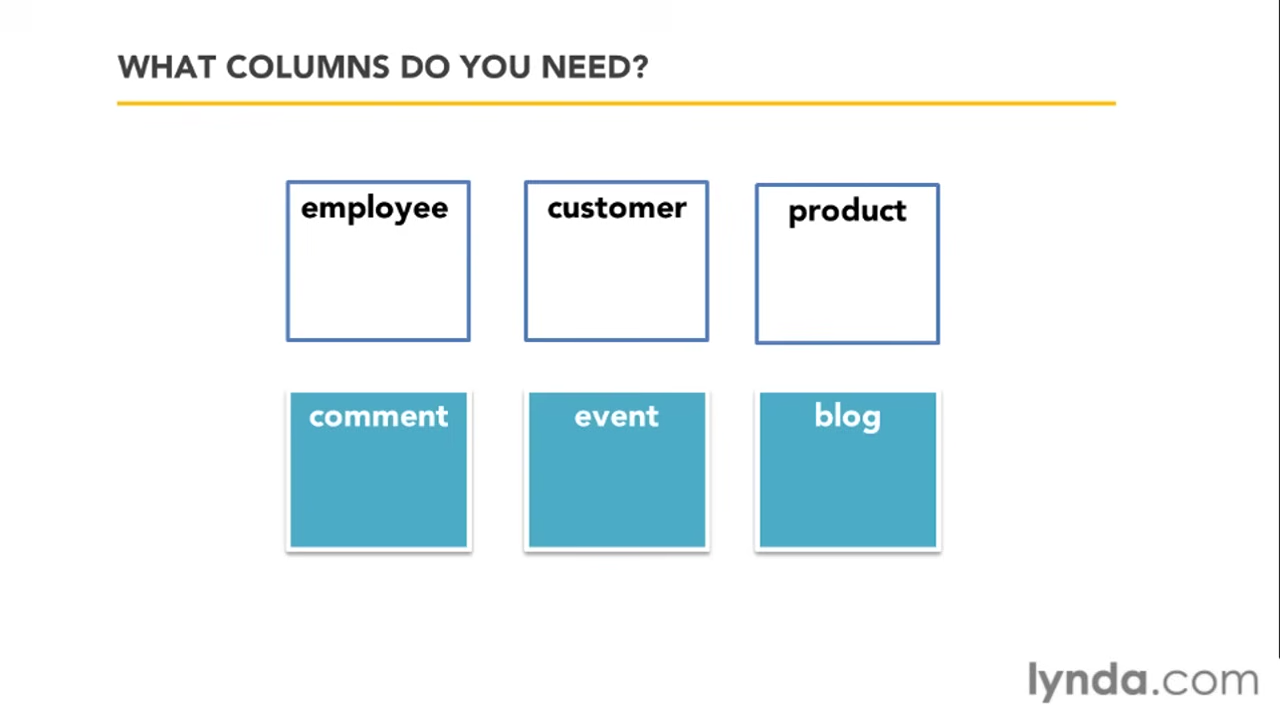 WHAT COLUMNS DO YOU NEED?
employee customer product
comment event blog
lynda.com